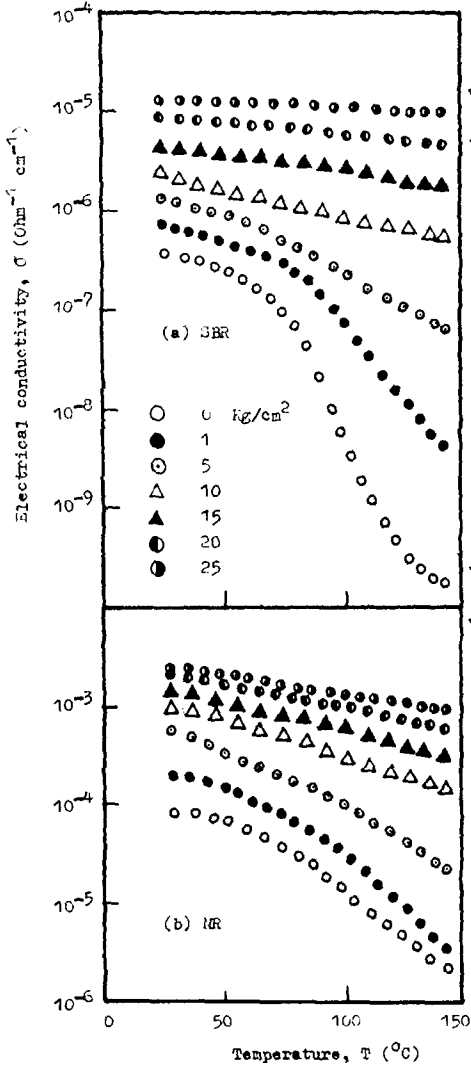 10⁻⁴
10⁻⁵
10⁻⁶
10⁻⁷
10⁻⁸
10⁻⁹
Electrical conductivity, σ (Ohm⁻¹ cm⁻¹)
(a) SBR
0 Kg/cm²
1
5
10
15
20
25
10⁻³
10⁻⁴
10⁻⁵
10⁻⁶
(b) NR
0 50 100 150
Temperature, T (°C)